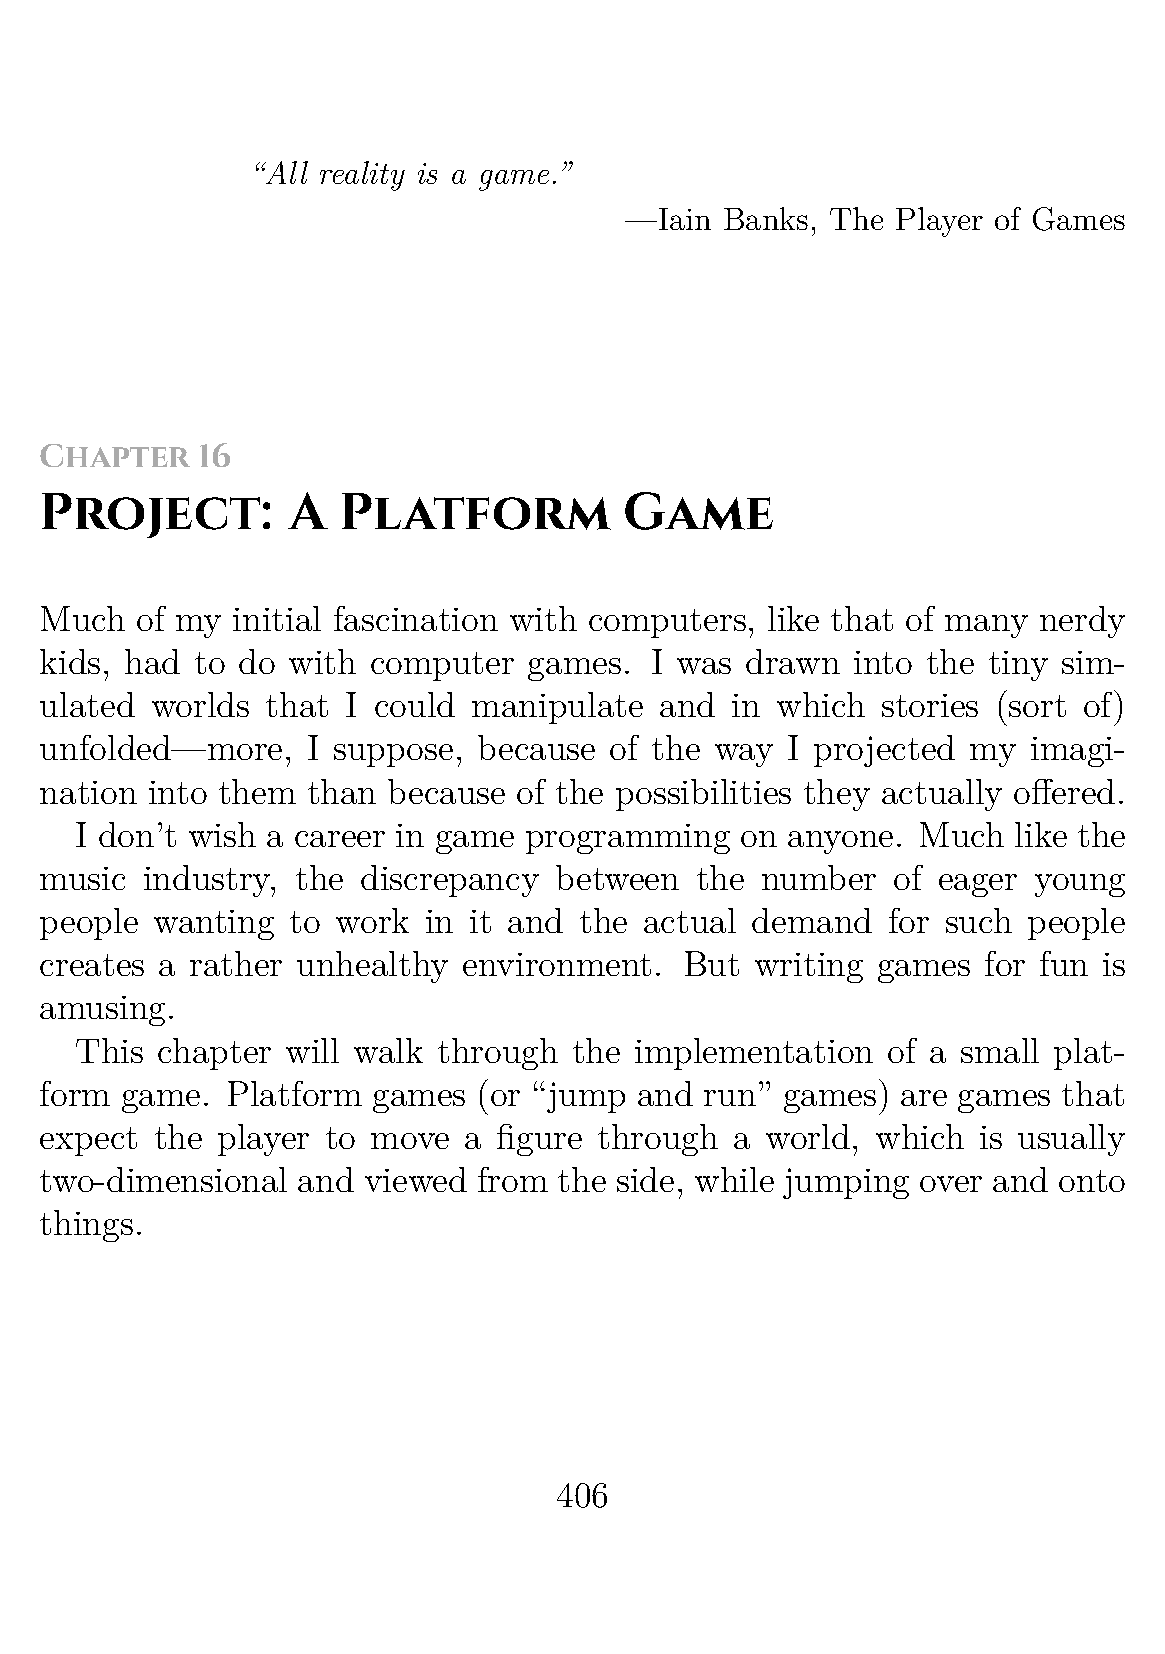 “All reality is a game.”
—Iain Banks, The Player of Games
Chapter 16
Project: A Platform Game
Much of my initial fascination with computers, like that of many nerdy
kids, had to do with computer games. I was drawn into the tiny sim-
ulated worlds that I could manipulate and in which stories (sort of)
unfolded—more, I suppose, because of the way I projected my imagi-
nation into them than because of the possibilities they actually offered.
I don’t wish a career in game programming on anyone. Much like the
music industry, the discrepancy between the number of eager young
people wanting to work in it and the actual demand for such people
creates a rather unhealthy environment. But writing games for fun is
amusing.
This chapter will walk through the implementation of a small plat-
form game. Platform games (or “jump and run” games) are games that
expect the player to move a figure through a world, which is usually
two-dimensional and viewed from the side, while jumping over and onto
things.
406